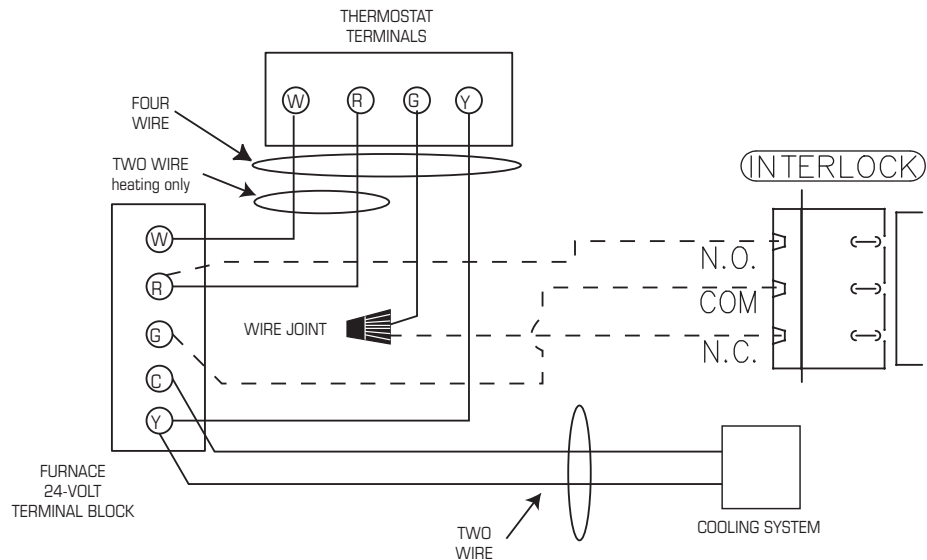 THERMOSTAT
TERMINALS
W R G Y
FOUR
WIRE
TWO WIRE
heating only
INTERLOCK
W
R
G
C
Y
N.O.
COM
N.C.
WIRE JOINT
FURNACE
24-VOLT
TERMINAL BLOCK
TWO
WIRE
COOLING SYSTEM